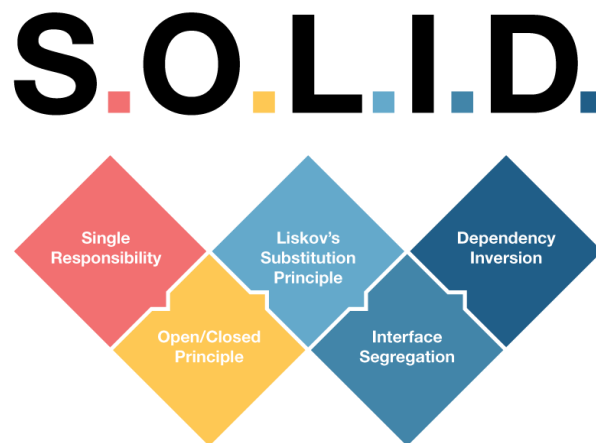 S.O.L.I.D.
Single
Responsibility
Open/Closed
Principle
Liskov's
Substitution
Principle
Interface
Segregation
Dependency
Inversion